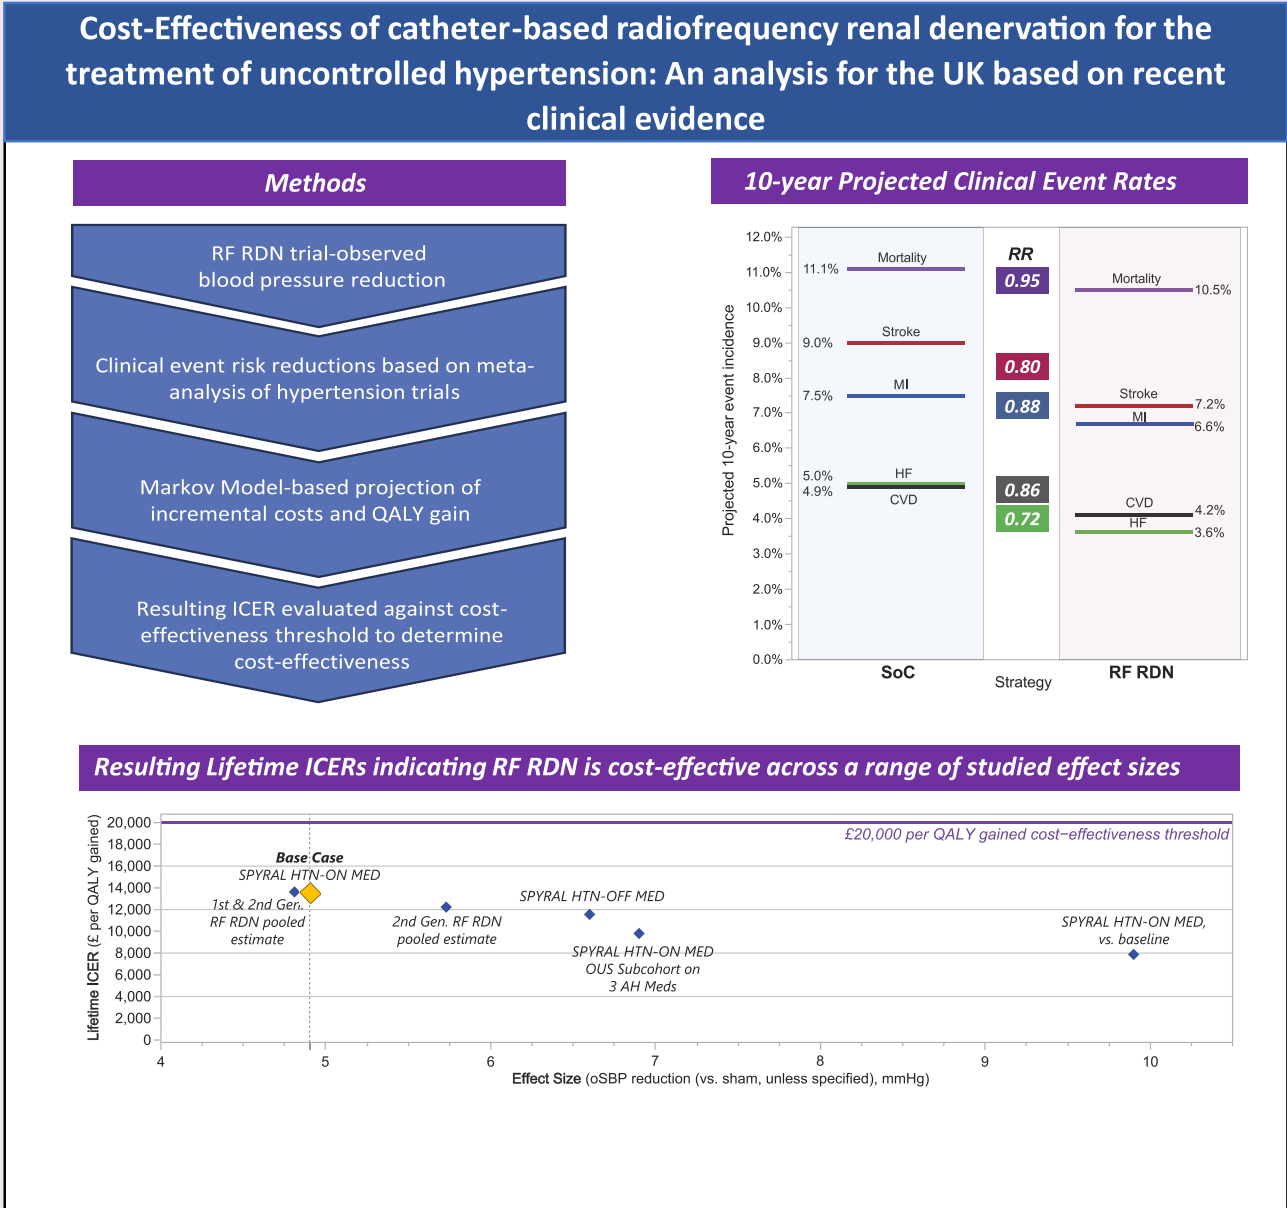 Cost-Effectiveness of catheter-based radiofrequency renal denervation for the
treatment of uncontrolled hypertension: An analysis for the UK based on recent
clinical evidence
Methods
RF RDN trial-observed
blood pressure reduction
Clinical event risk reductions based on meta-
analysis of hypertension trials
Markov Model-based projection of
incremental costs and QALY gain
Resulting ICER evaluated against cost-
effectiveness threshold to determine
cost-effectiveness
10-year Projected Clinical Event Rates
Projected 10-year event incidence
12.0%
11.0%
10.0%
9.0%
8.0%
7.0%
6.0%
5.0%
4.0%
3.0%
2.0%
1.0%
0.0%
Mortality
11.1%
Stroke
9.0%
MI
7.5%
5.0%
HF
4.9%
CVD
RR
0.95
0.80
0.88
0.86
0.72
Mortality
10.5%
Stroke
7.2%
MI
6.6%
CVD
4.2%
HF
3.6%
SoC
Strategy
RF RDN
Resulting Lifetime ICERs indicating RF RDN is cost-effective across a range of studied effect sizes
Lifetime ICER (£ per QALY gained)
20,000
18,000
16,000
14,000
12,000
10,000
8,000
6,000
4,000
2,000
0
£20,000 per QALY gained cost−effectiveness threshold
Base Case
SPYRAL HTN-ON MED
1st & 2nd Gen.
RF RDN pooled
estimate
2nd Gen. RF RDN
pooled estimate
SPYRAL HTN-OFF MED
SPYRAL HTN-ON MED
OUS Subcohort on
3 AH Meds
SPYRAL HTN-ON MED,
vs. baseline
4
5
6
7
8
9
10
Effect Size (oSBP reduction (vs. sham, unless specified), mmHg)